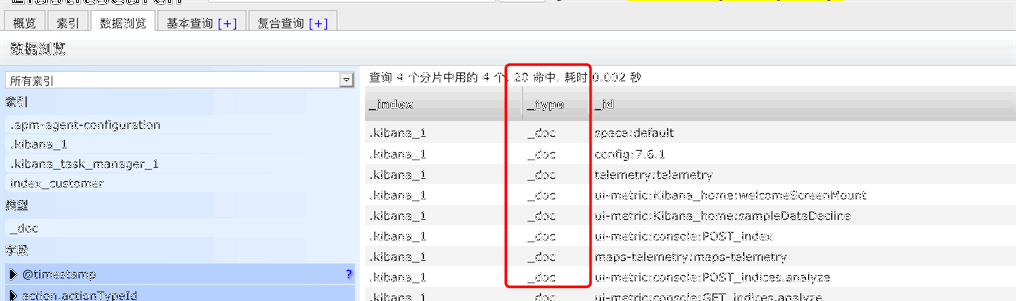 概览 索引 数据浏览 基本查询 [+] 复合查询 [+]
数据浏览
所有索引
索引
.apm-agent-configuration
.kibana_1
.kibana_task_manager_1
index_customer
类型
_doc
字段
@timestamp ?
action.actionTypeId
查询 4 个分片中用的 4 个. 20 命中. 耗时 0.002 秒
_index _type _id
.kibana_1 _doc space:default
.kibana_1 _doc config:7.6.1
.kibana_1 _doc telemetry:telemetry
.kibana_1 _doc ui-metric:Kibana_home:welcomeScreenMount
.kibana_1 _doc ui-metric:Kibana_home:sampleDataDecline
.kibana_1 _doc ui-metric:console:POST_index
.kibana_1 _doc maps-telemetry:maps-telemetry
.kibana_1 _doc ui-metric:console:POST_indices.analyze
.kibana_1 _doc ui-metric:console:GET_indices.analyze